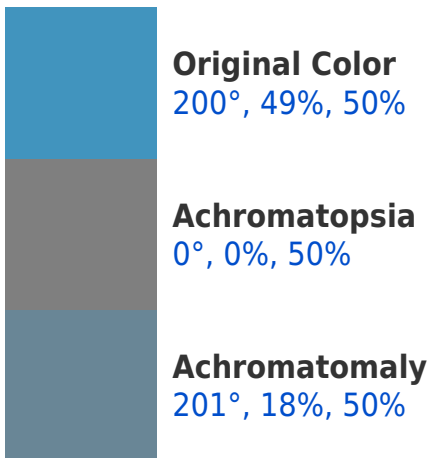 Original Color
200°, 49%, 50%
Achromatopsia
0°, 0%, 50%
Achromatomaly
201°, 18%, 50%